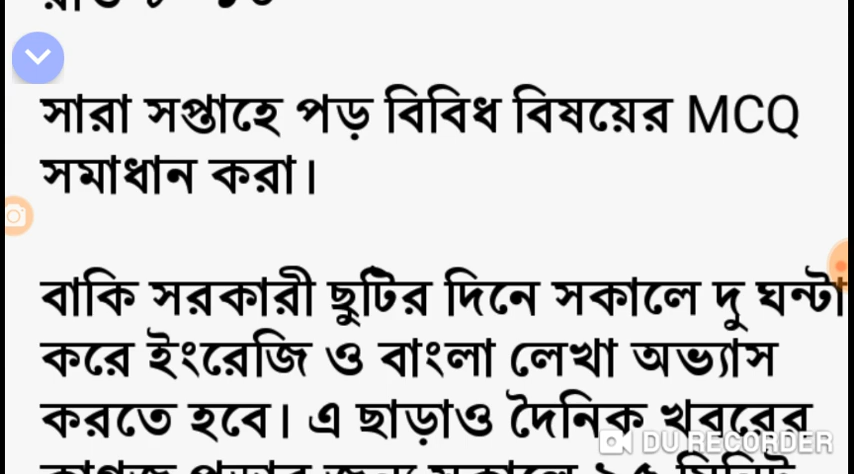 সারা সপ্তাহে পড় বিবিধ বিষয়ের MCQ
সমাধান করা।
বাকি সরকারী ছুটির দিনে সকালে দু ঘন্টা
করে ইংরেজি ও বাংলা লেখা অভ্যাস
করতে হবে। এ ছাড়াও দৈনিক খবরের
DU RECORDER